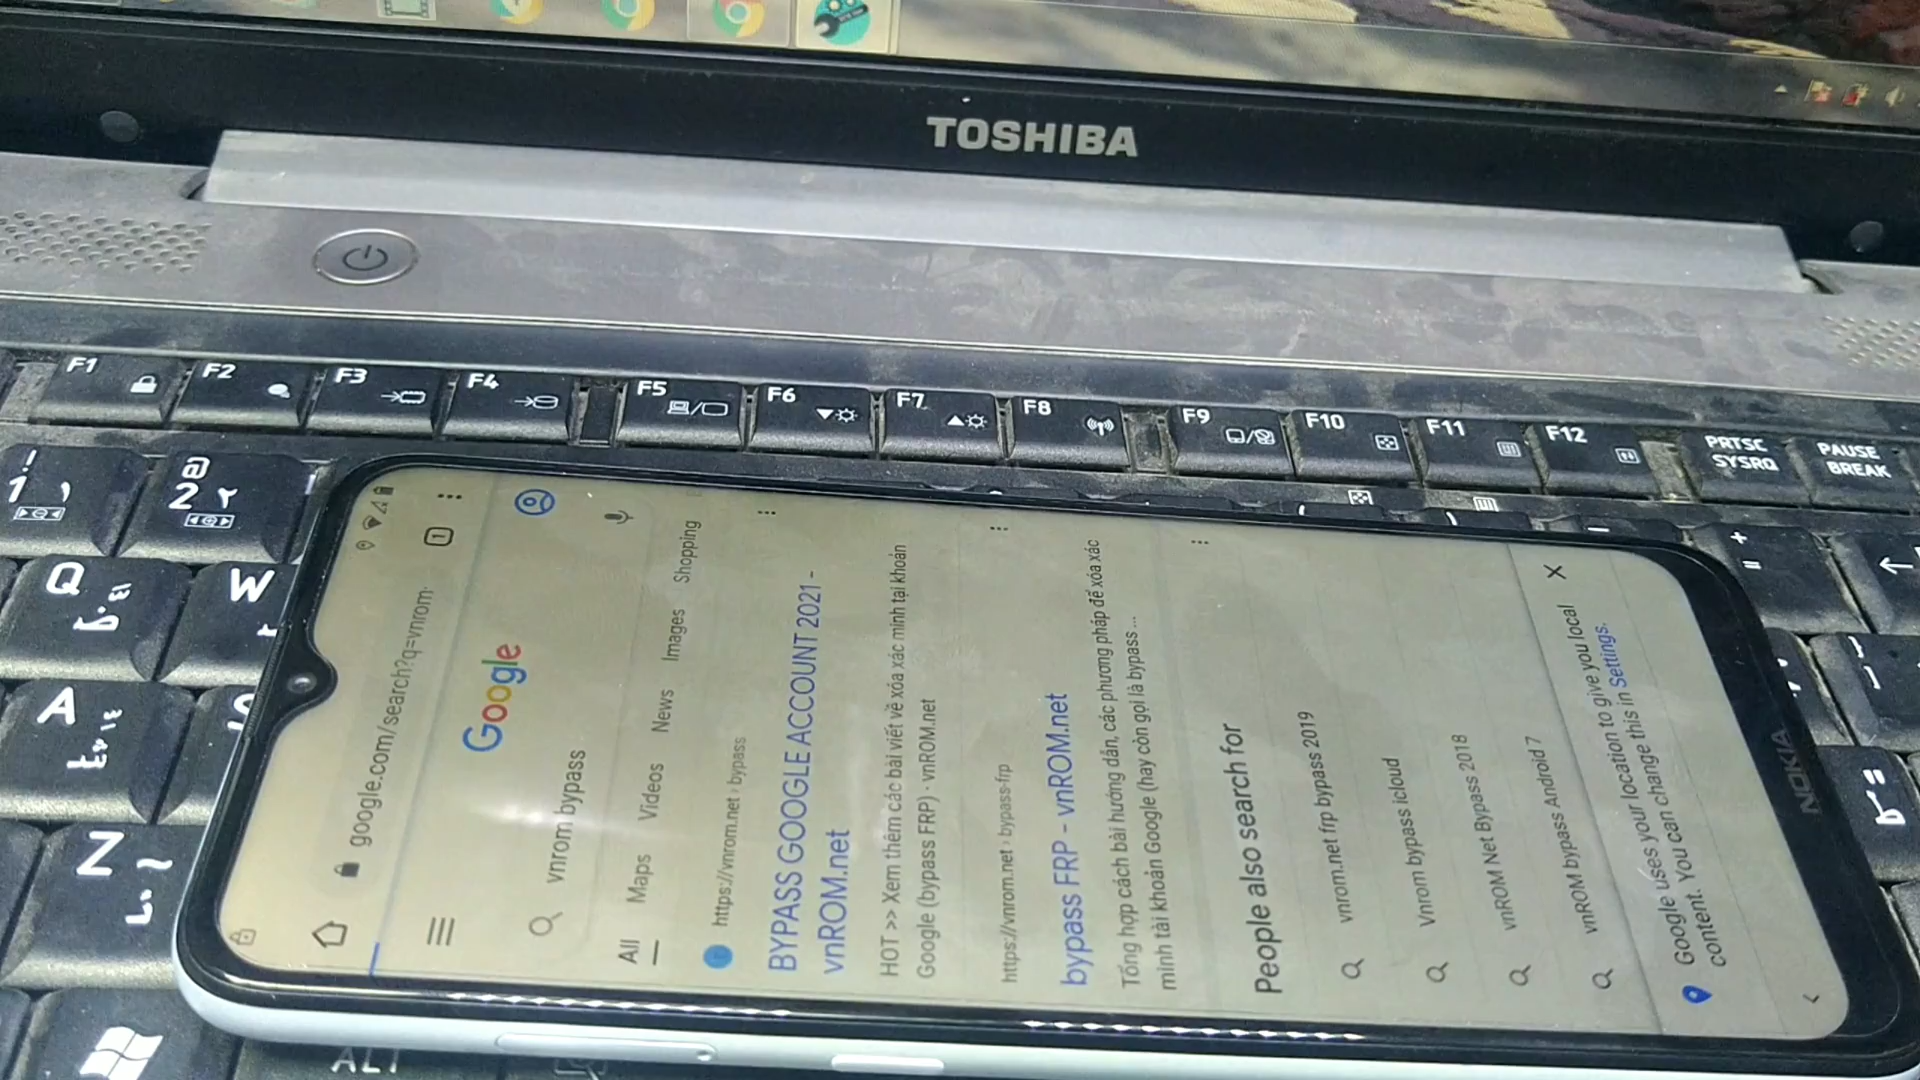 TOSHIBA
F1
F2
F3
F4
F5
F6
F7
F8
F9
F10
F11
F12
PRTSC
SYSRQ
PAUSE
BREAK
!
1 ١
@
2 ٢
Q
W
A
Z
ALT
+
=
google.com/search?q=vnrom
1
Google
vnrom bypass
All Maps Videos News Images Shopping
https://vnrom.net › bypass
BYPASS GOOGLE ACCOUNT 2021 -
vnROM.net
HOT >> Xem thêm các bài viết về xóa xác minh tại khoản
Google (bypass FRP) - vnROM.net
https://vnrom.net › bypass-frp
bypass FRP - vnROM.net
Tổng hợp cách bài hướng dẫn, các phương pháp để xóa xác
minh tài khoản Google (hay còn gọi là bypass ...
People also search for
vnrom.net frp bypass 2019
Vnrom bypass icloud
vnROM Net Bypass 2018
vnROM bypass Android 7
Google uses your location to give you local
content. You can change this in Settings.
NOKIA